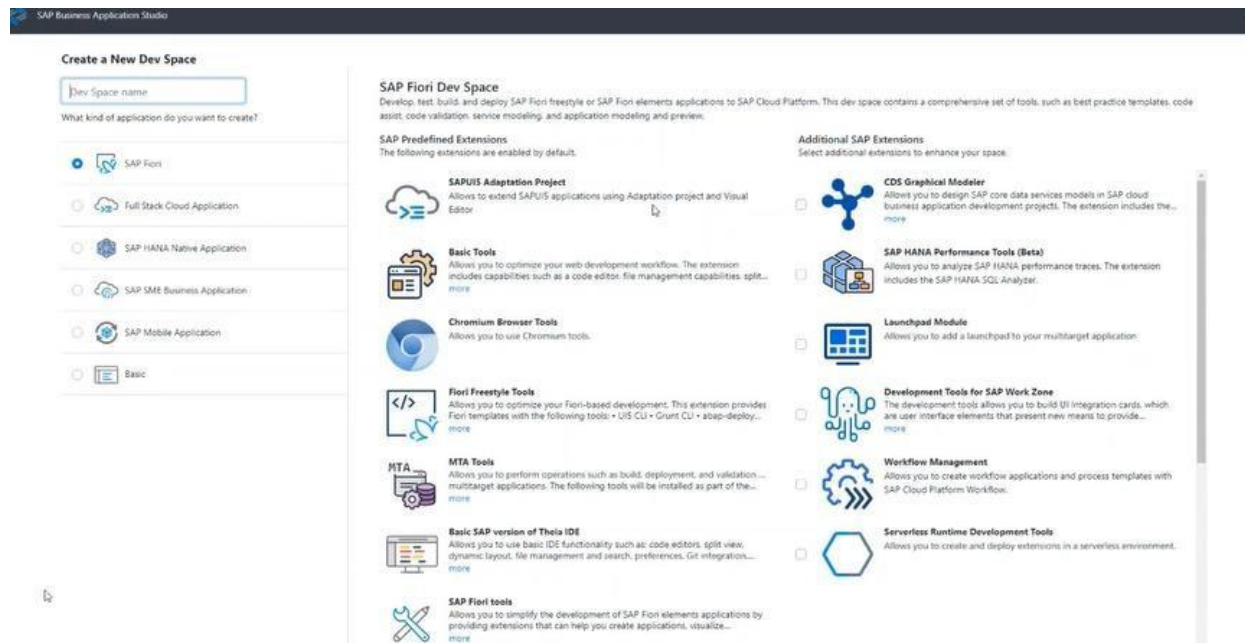 SAP Business Application Studio
Create a New Dev Space
Dev Space name
What kind of application do you want to create?
SAP Fiori
Full Stack Cloud Application
SAP HANA Native Application
SAP SME Business Application
SAP Mobile Application
Basic
SAP Fiori Dev Space
Develop, test, build, and deploy SAP Fiori freestyle or SAP Fiori elements applications to SAP Cloud Platform. This dev space contains a comprehensive set of tools, such as best practice templates, code
assist, code validation, service modeling, and application modeling and preview.
SAP Predefined Extensions
The following extensions are enabled by default.
SAPUI5 Adaptation Project
Allows to extend SAPUI5 applications using Adaptation project and Visual
Editor
Basic Tools
Allows you to optimize your web development workflow. The extension
includes capabilities such as a code editor, file management capabilities, split...
more
Chromium Browser Tools
Allows you to use Chromium tools.
Fiori Freestyle Tools
Allows you to optimize your Fiori-based development. This extension provides
Fiori templates with the following tools: • UI5 CLI • Grunt CLI • abap-deploy...
more
MTA
MTA Tools
Allows you to perform operations such as build, deployment, and validation ...
multitarget applications. The following tools will be installed as part of the...
more
Basic SAP version of Theia IDE
Allows you to use basic IDE functionality such as: code editors, split view,
dynamic layout, file management and search, preferences, Git integration,...
more
SAP Fiori tools
Allows you to simplify the development of SAP Fiori elements applications by
providing extensions that can help you create applications, visualize...
more
Additional SAP Extensions
Select additional extensions to enhance your space.
CDS Graphical Modeler
Allows you to design SAP core data services models in SAP cloud
business application development projects. The extension includes the...
more
SAP HANA Performance Tools (Beta)
Allows you to analyze SAP HANA performance traces. The extension
includes the SAP HANA SQL Analyzer.
Launchpad Module
Allows you to add a launchpad to your multitarget application
Development Tools for SAP Work Zone
The development tools allows you to build UI integration cards, which
are user interface elements that present new means to provide...
more
Workflow Management
Allows you to create workflow applications and process templates with
SAP Cloud Platform Workflow.
Serverless Runtime Development Tools
Allows you to create and deploy extensions in a serverless environment.